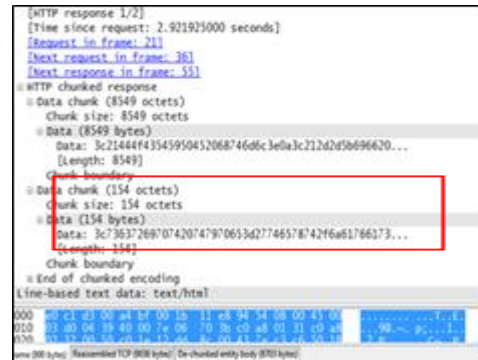 [HTTP response 1/2]
[Time since request: 2.921925000 seconds]
[Request in frame: 21]
[Next request in frame: 36]
[Next response in frame: 55]
HTTP chunked response
Data chunk (8549 octets)
Chunk size: 8549 octets
Data (8549 bytes)
Data: 3c21444f43545950452068746d6c3e0a3c212d2d5b696620...
[Length: 8549]
Chunk boundary
Data chunk (154 octets)
Chunk size: 154 octets
Data (154 bytes)
Data: 3c73637269707420747970653d27746578742f6a61766173...
[Length: 154]
Chunk boundary
End of chunked encoding
Line-based text data: text/html